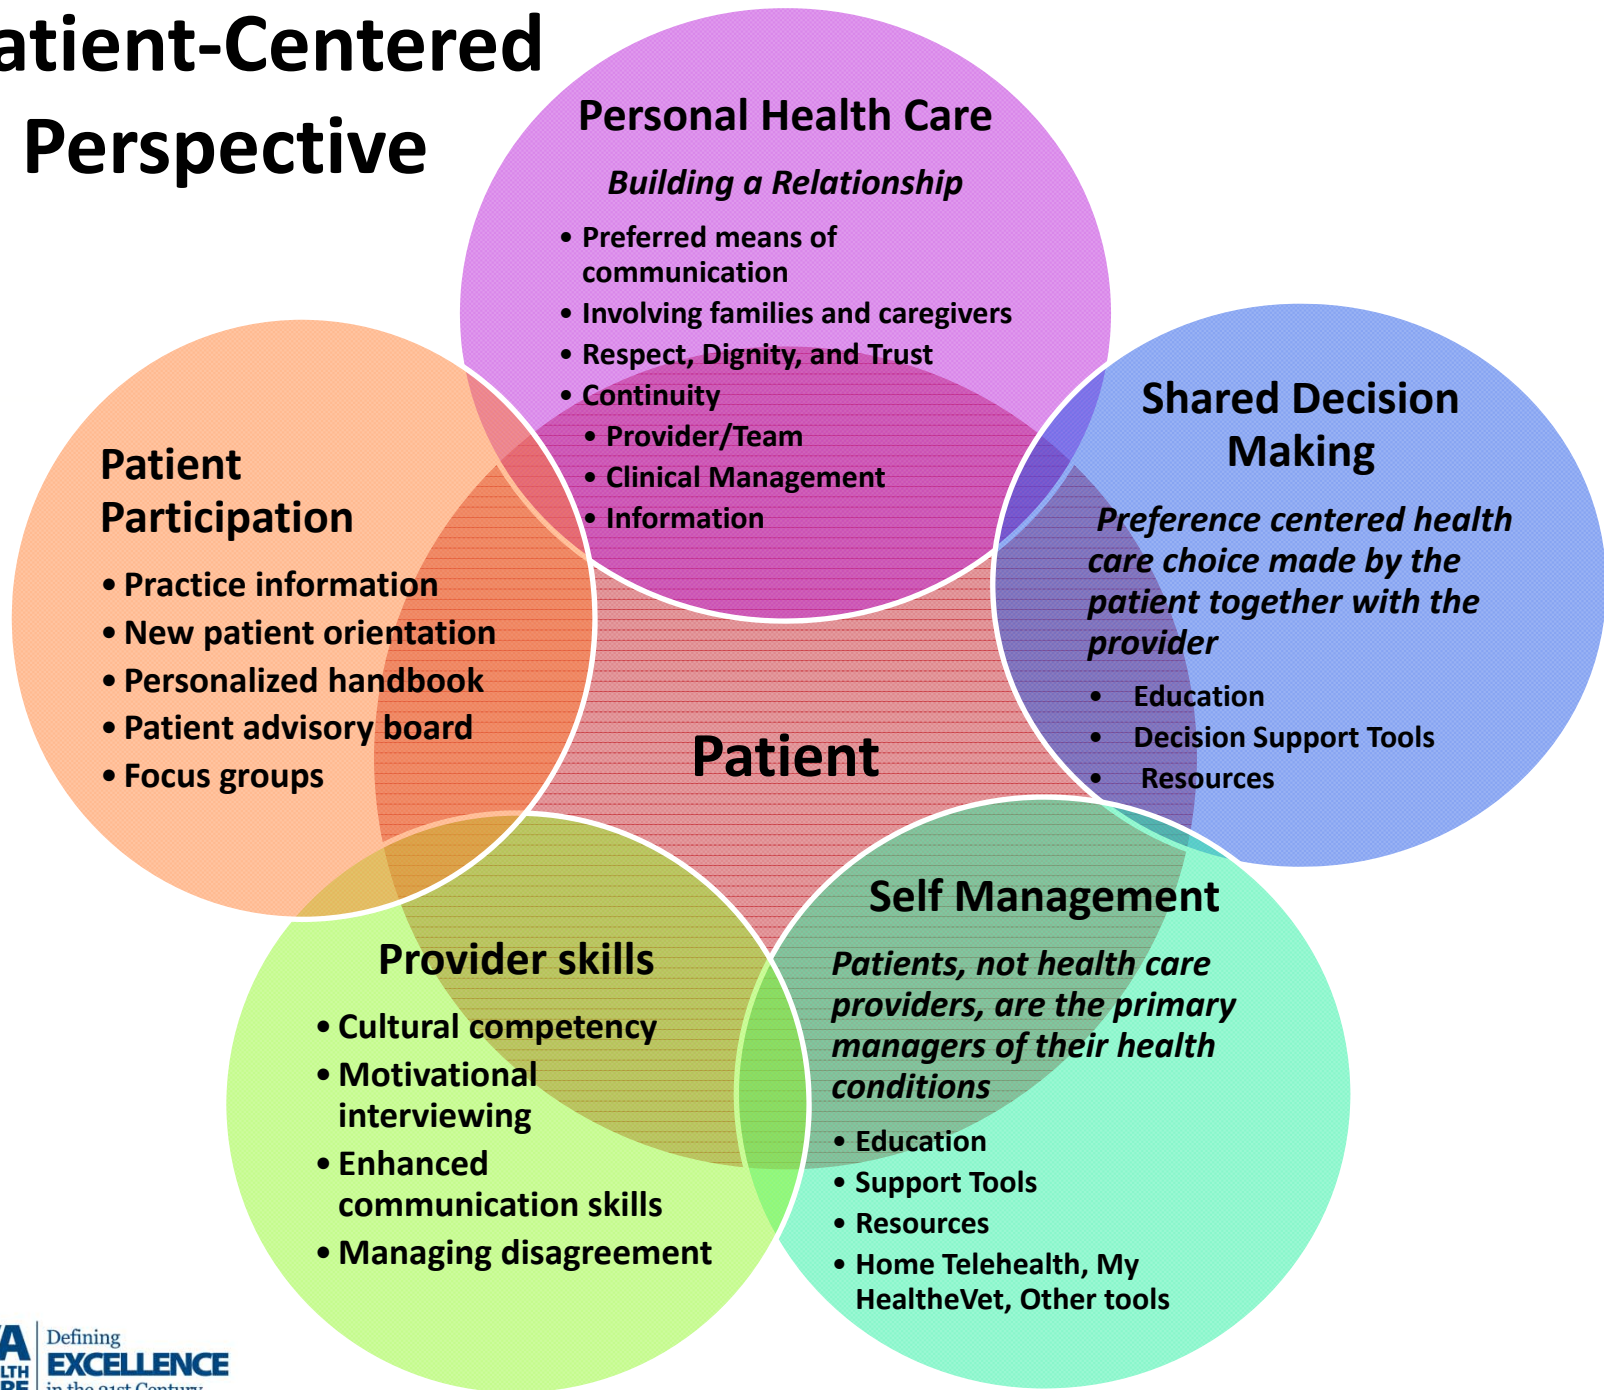 atient-Centered
Perspective
Personal Health Care
Building a Relationship
• Preferred means of
communication
• Involving families and caregivers
• Respect, Dignity, and Trust
• Continuity
• Provider/Team
• Clinical Management
• Information
Patient
Participation
• Practice information
• New patient orientation
• Personalized handbook
• Patient advisory board
• Focus groups
Shared Decision
Making
Preference centered health
care choice made by the
patient together with the
provider
• Education
• Decision Support Tools
• Resources
Patient
Provider skills
• Cultural competency
• Motivational
interviewing
• Enhanced
communication skills
• Managing disagreement
Self Management
Patients, not health care
providers, are the primary
managers of their health
conditions
• Education
• Support Tools
• Resources
• Home Telehealth, My
HealtheVet, Other tools
Defining
EXCELLENCE
in the 21st Century